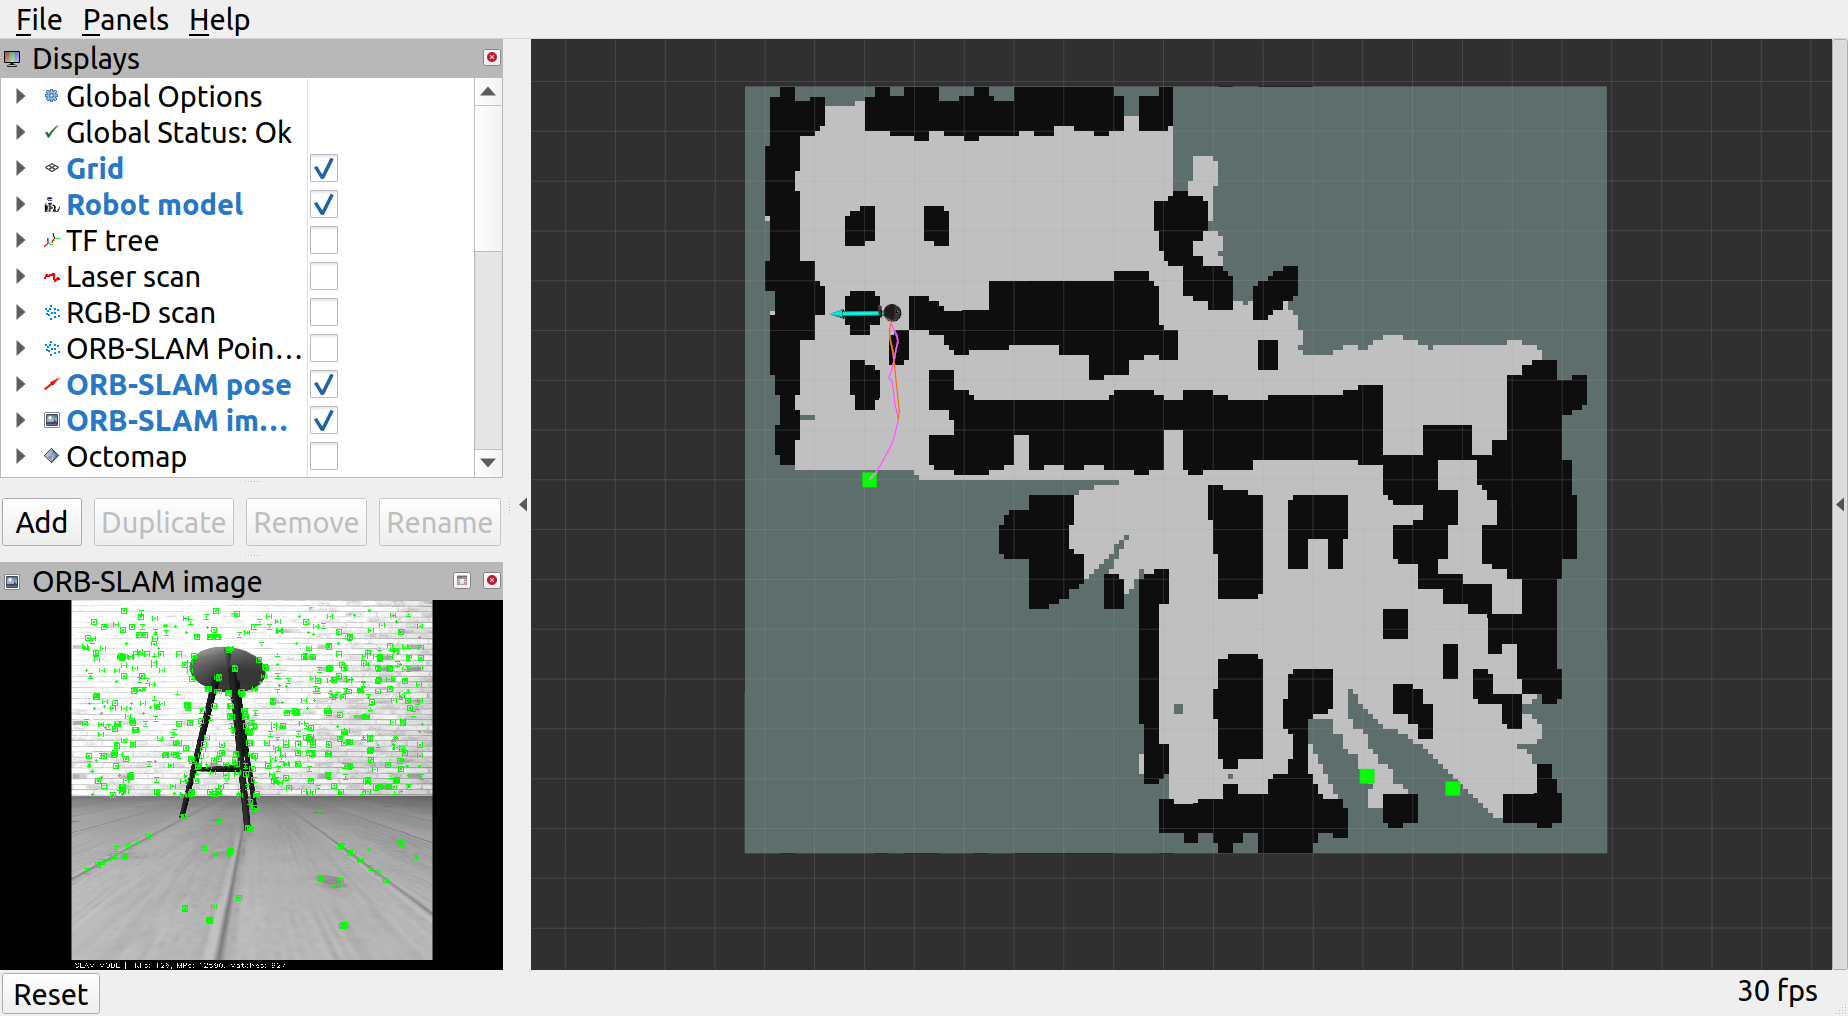 File Panels Help
Displays
Global Options
Global Status: Ok
Grid
Robot model
TF tree
Laser scan
RGB-D scan
ORB-SLAM Poin...
ORB-SLAM pose
ORB-SLAM im...
Octomap
Add Duplicate Remove Rename
ORB-SLAM image
SLAM MODE |
Reset
30 fps